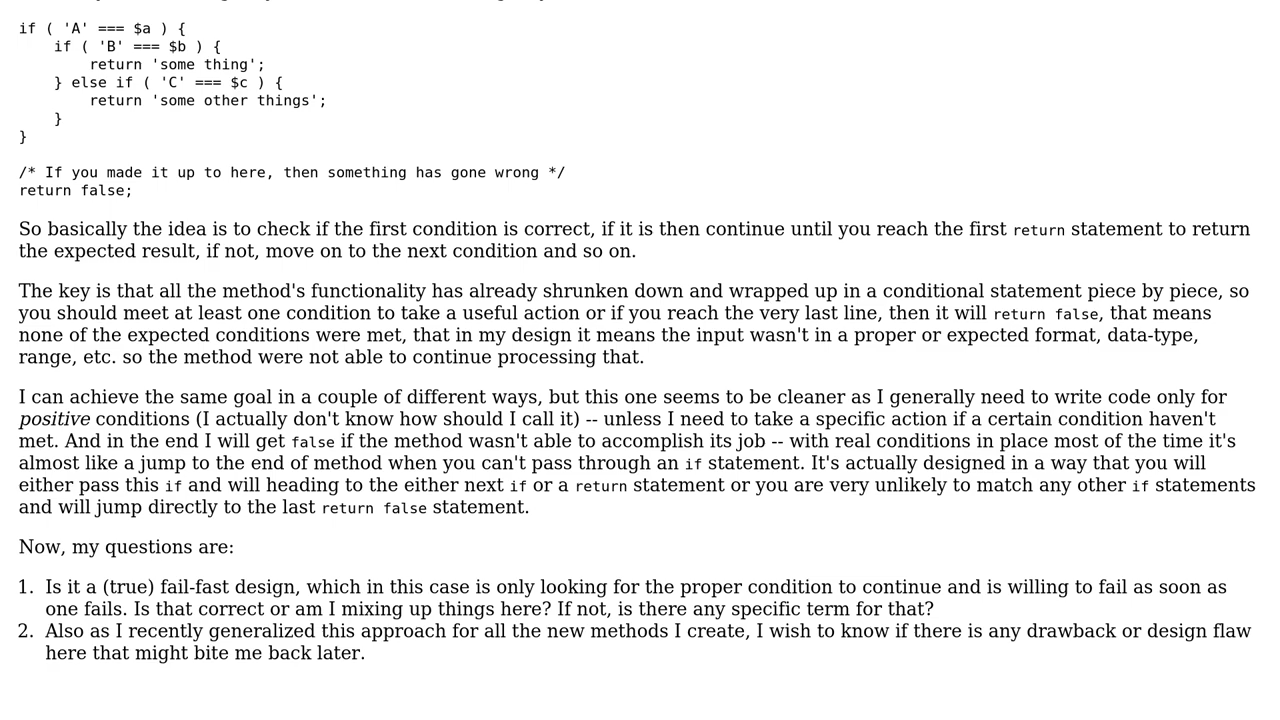 if ( 'A' === $a ) {
    if ( 'B' === $b ) {
        return 'some thing';
    } else if ( 'C' === $c ) {
        return 'some other things';
    }
}
/* If you made it up to here, then something has gone wrong */
return false;
So basically the idea is to check if the first condition is correct, if it is then continue until you reach the first return statement to return
the expected result, if not, move on to the next condition and so on.
The key is that all the method's functionality has already shrunken down and wrapped up in a conditional statement piece by piece, so
you should meet at least one condition to take a useful action or if you reach the very last line, then it will return false, that means
none of the expected conditions were met, that in my design it means the input wasn't in a proper or expected format, data-type,
range, etc. so the method were not able to continue processing that.
I can achieve the same goal in a couple of different ways, but this one seems to be cleaner as I generally need to write code only for
positive conditions (I actually don't know how should I call it) -- unless I need to take a specific action if a certain condition haven't
met. And in the end I will get false if the method wasn't able to accomplish its job -- with real conditions in place most of the time it's
almost like a jump to the end of method when you can't pass through an if statement. It's actually designed in a way that you will
either pass this if and will heading to the either next if or a return statement or you are very unlikely to match any other if statements
and will jump directly to the last return false statement.
Now, my questions are:
1. Is it a (true) fail-fast design, which in this case is only looking for the proper condition to continue and is willing to fail as soon as
one fails. Is that correct or am I mixing up things here? If not, is there any specific term for that?
2. Also as I recently generalized this approach for all the new methods I create, I wish to know if there is any drawback or design flaw
here that might bite me back later.